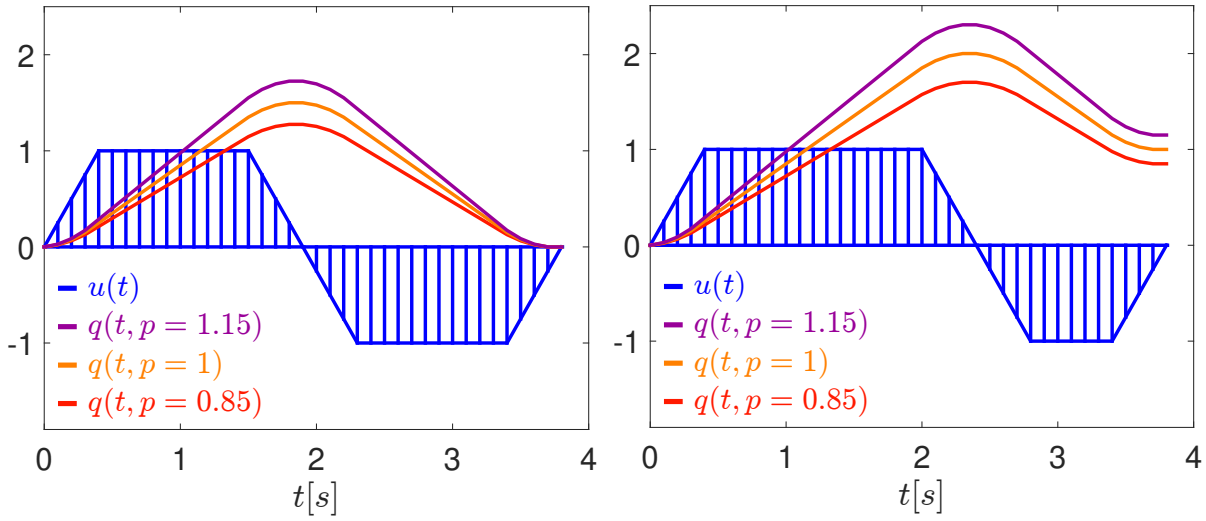 2
1
0
-1
u(t)
q(t, p = 1.15)
q(t, p = 1)
q(t, p = 0.85)
0 1 2 3 4
t[s]
2
1
0
-1
u(t)
q(t, p = 1.15)
q(t, p = 1)
q(t, p = 0.85)
0 1 2 3 4
t[s]